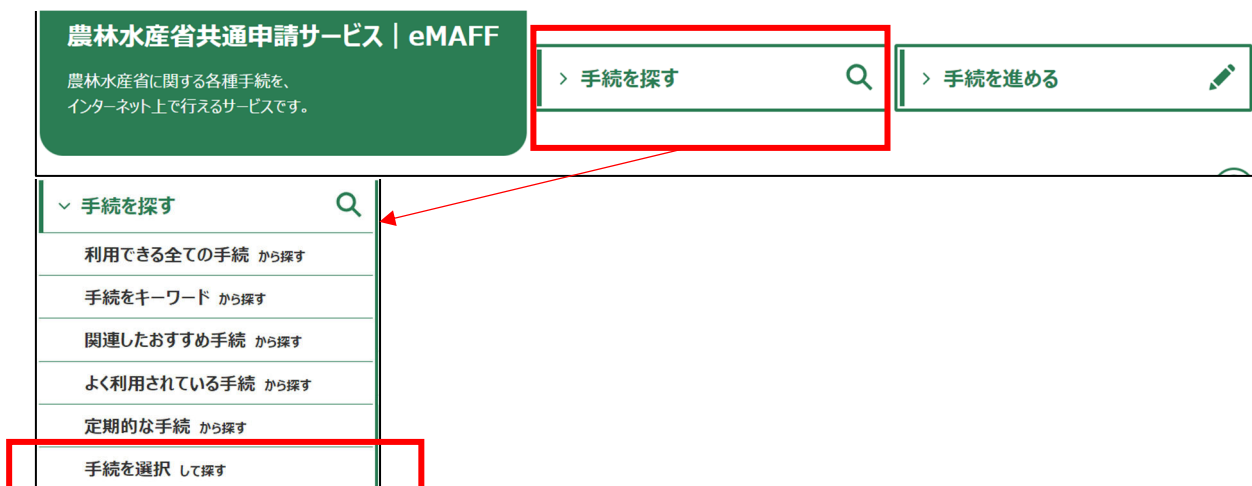 農林水産省共通申請サービス｜eMAFF
農林水産省に関する各種手続を、
インターネット上で行えるサービスです。
手続を探す
手続を進める
手続を探す
利用できる全ての手続 から探す
手続をキーワード から探す
関連したおすすめ手続 から探す
よく利用されている手続 から探す
定期的な手続 から探す
手続を選択 して探す